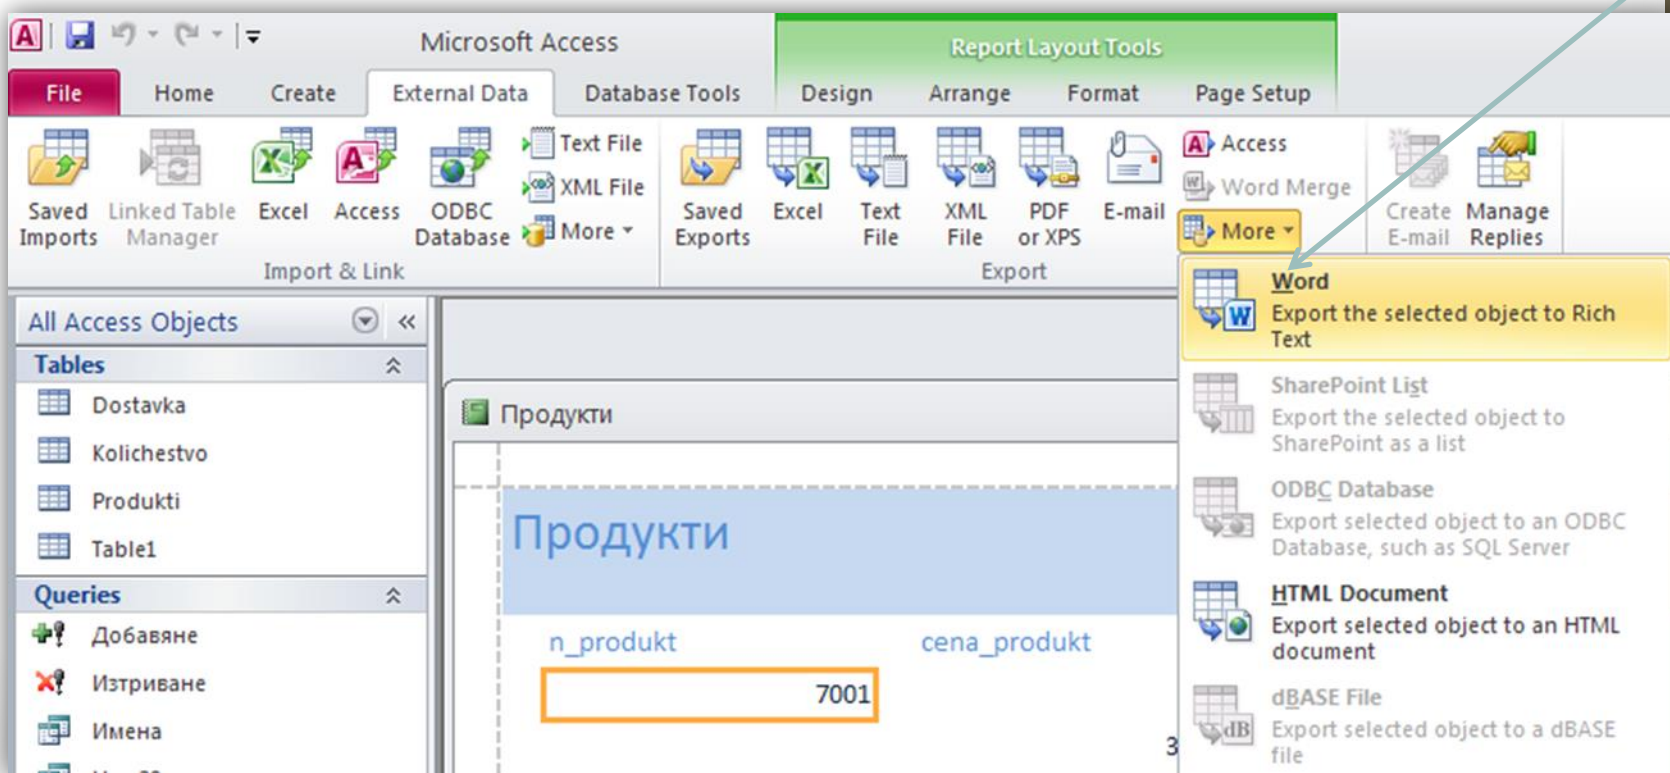 Microsoft Access
Report Layout Tools
File Home Create External Data Database Tools Design Arrange Format Page Setup
Saved Imports
Linked Table Manager
Excel
Access
ODBC Database
Text File
XML File
More
Import & Link
Saved Exports
Excel
Text File
XML File
PDF or XPS
E-mail
Access
Word Merge
More
Export
Create E-mail
Manage Replies
Word
Export the selected object to Rich
Text
SharePoint List
Export the selected object to
SharePoint as a list
ODBC Database
Export selected object to an ODBC
Database, such as SQL Server
HTML Document
Export selected object to an HTML
document
dBASE File
Export selected object to a dBASE
file
All Access Objects
Tables
Dostavka
Kolichestvo
Produkti
Table1
Queries
Добавяне
Изтриване
Имена
Продукти
Продукти
n_produkt cena_produkt
7001
3